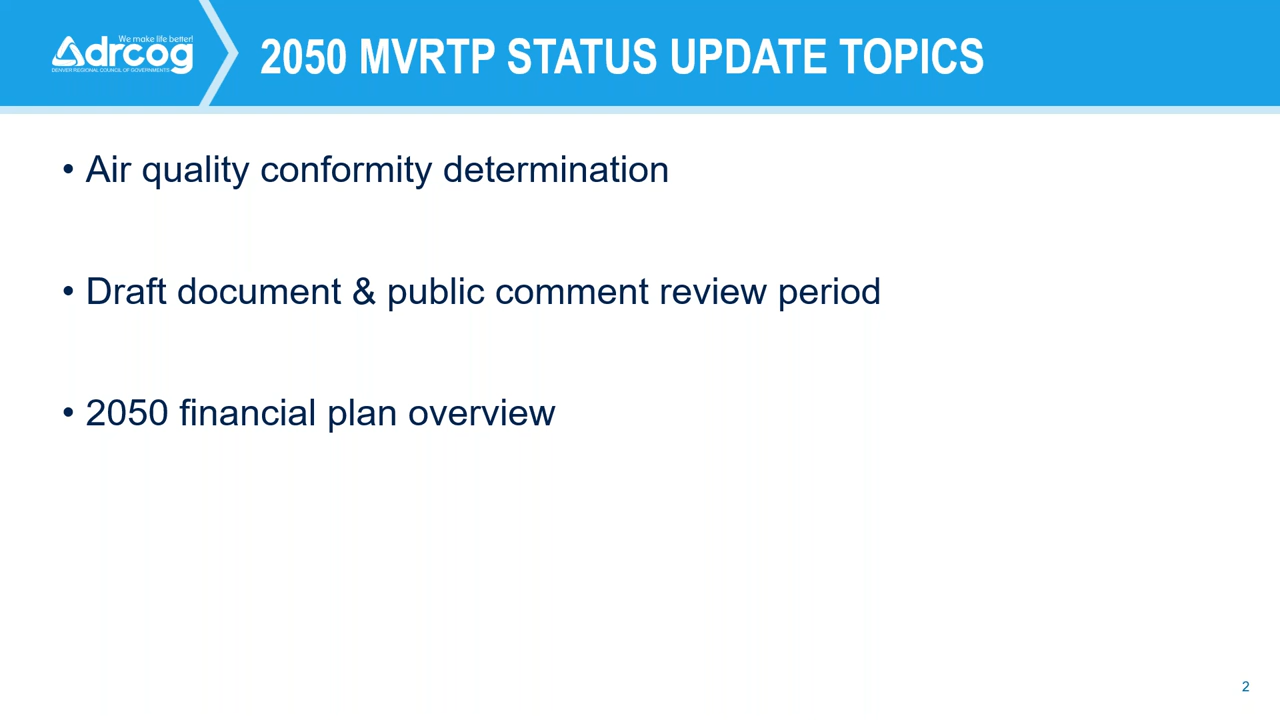 We make life better!
drcog
DENVER REGIONAL COUNCIL OF GOVERNMENTS
2050 MVRTP STATUS UPDATE TOPICS
• Air quality conformity determination
• Draft document & public comment review period
• 2050 financial plan overview
2